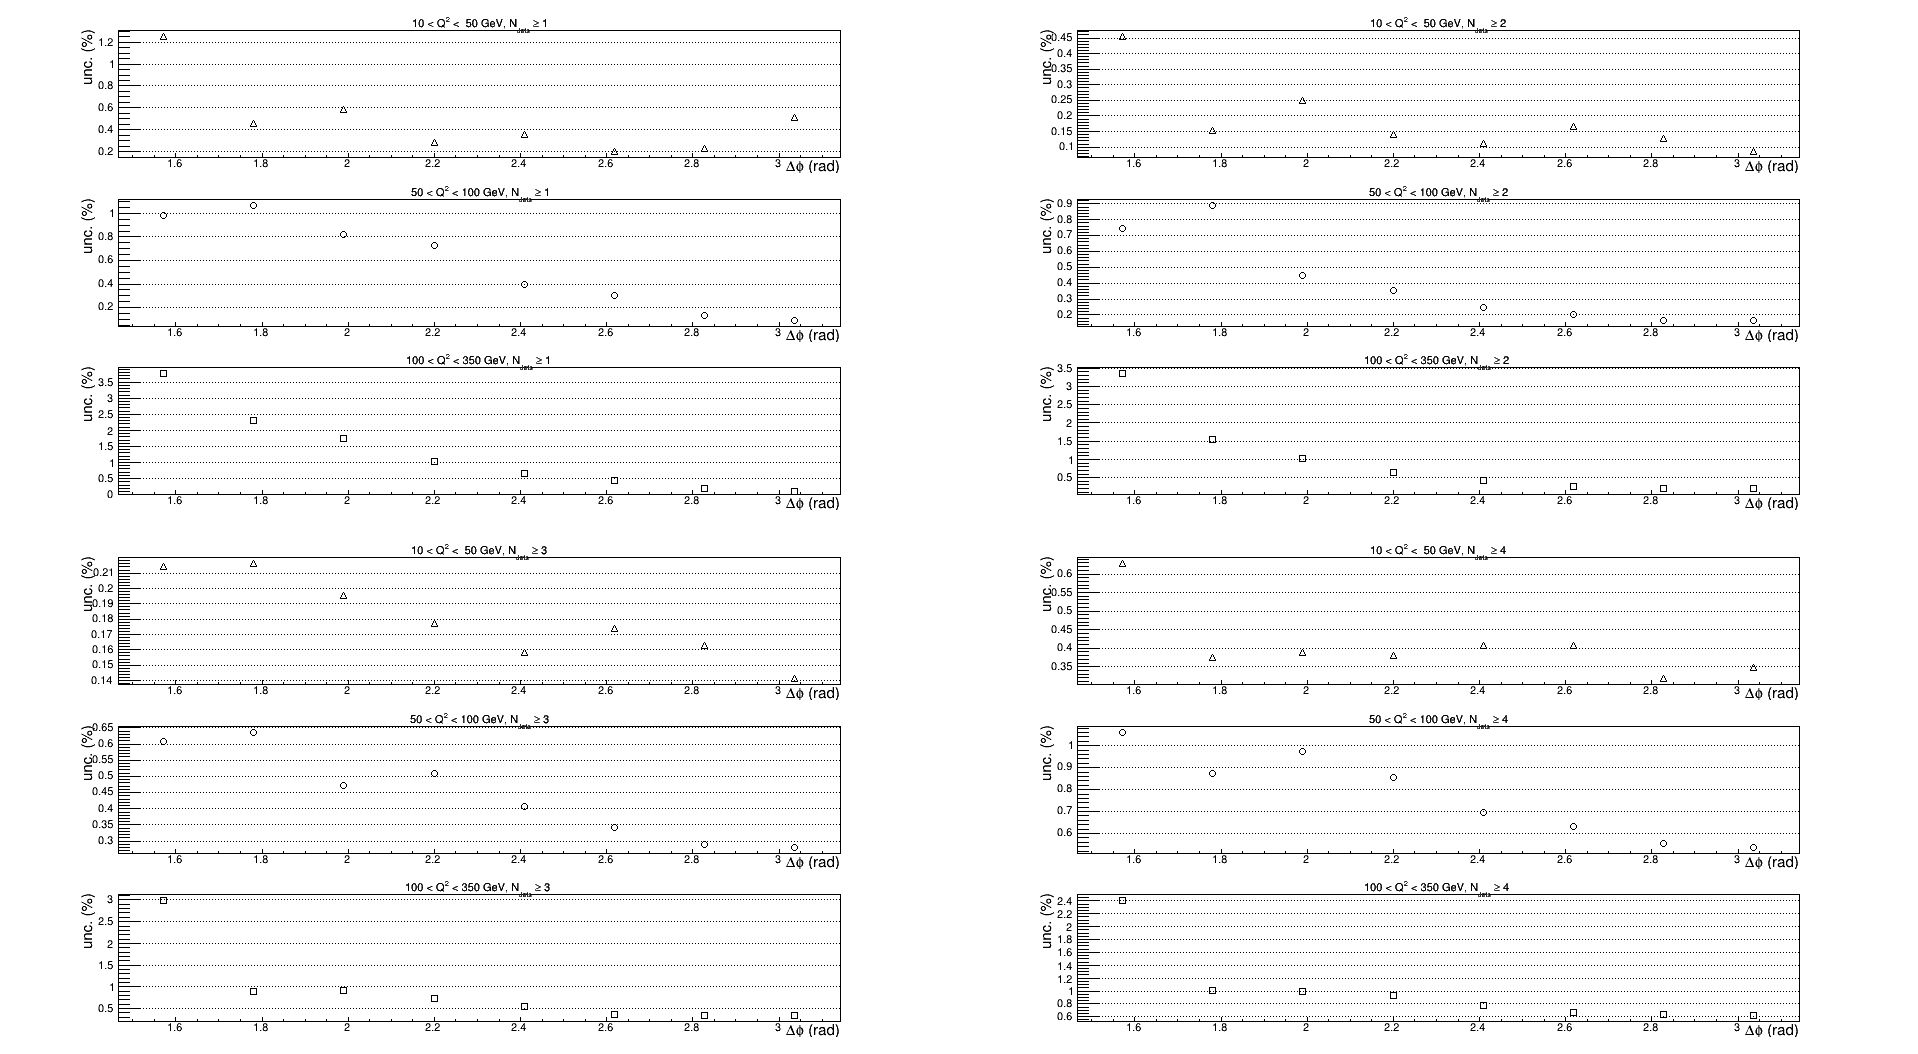 10 < Q² < 50 GeV, N_jets ≥ 1
unc. (%)
1.2
1
0.8
0.6
0.4
0.2
1.6 1.8 2 2.2 2.4 2.6 2.8 3 Δϕ (rad)
50 < Q² < 100 GeV, N_jets ≥ 1
unc. (%)
1
0.8
0.6
0.4
0.2
1.6 1.8 2 2.2 2.4 2.6 2.8 3 Δϕ (rad)
100 < Q² < 350 GeV, N_jets ≥ 1
unc. (%)
3.5
3
2.5
2
1.5
1
0.5
0
1.6 1.8 2 2.2 2.4 2.6 2.8 3 Δϕ (rad)
10 < Q² < 50 GeV, N_jets ≥ 2
unc. (%)
0.45
0.4
0.35
0.3
0.25
0.2
0.15
0.1
1.6 1.8 2 2.2 2.4 2.6 2.8 3 Δϕ (rad)
50 < Q² < 100 GeV, N_jets ≥ 2
unc. (%)
0.9
0.8
0.7
0.6
0.5
0.4
0.3
0.2
1.6 1.8 2 2.2 2.4 2.6 2.8 3 Δϕ (rad)
100 < Q² < 350 GeV, N_jets ≥ 2
unc. (%)
3.5
3
2.5
2
1.5
1
0.5
1.6 1.8 2 2.2 2.4 2.6 2.8 3 Δϕ (rad)
10 < Q² < 50 GeV, N_jets ≥ 3
unc. (%)
0.21
0.2
0.19
0.18
0.17
0.16
0.15
0.14
1.6 1.8 2 2.2 2.4 2.6 2.8 3 Δϕ (rad)
50 < Q² < 100 GeV, N_jets ≥ 3
unc. (%)
0.65
0.6
0.55
0.5
0.45
0.4
0.35
0.3
1.6 1.8 2 2.2 2.4 2.6 2.8 3 Δϕ (rad)
100 < Q² < 350 GeV, N_jets ≥ 3
unc. (%)
3
2.5
2
1.5
1
0.5
1.6 1.8 2 2.2 2.4 2.6 2.8 3 Δϕ (rad)
10 < Q² < 50 GeV, N_jets ≥ 4
unc. (%)
0.6
0.55
0.5
0.45
0.4
0.35
1.6 1.8 2 2.2 2.4 2.6 2.8 3 Δϕ (rad)
50 < Q² < 100 GeV, N_jets ≥ 4
unc. (%)
1
0.9
0.8
0.7
0.6
1.6 1.8 2 2.2 2.4 2.6 2.8 3 Δϕ (rad)
100 < Q² < 350 GeV, N_jets ≥ 4
unc. (%)
2.4
2.2
2
1.8
1.6
1.4
1.2
1
0.8
0.6
1.6 1.8 2 2.2 2.4 2.6 2.8 3 Δϕ (rad)